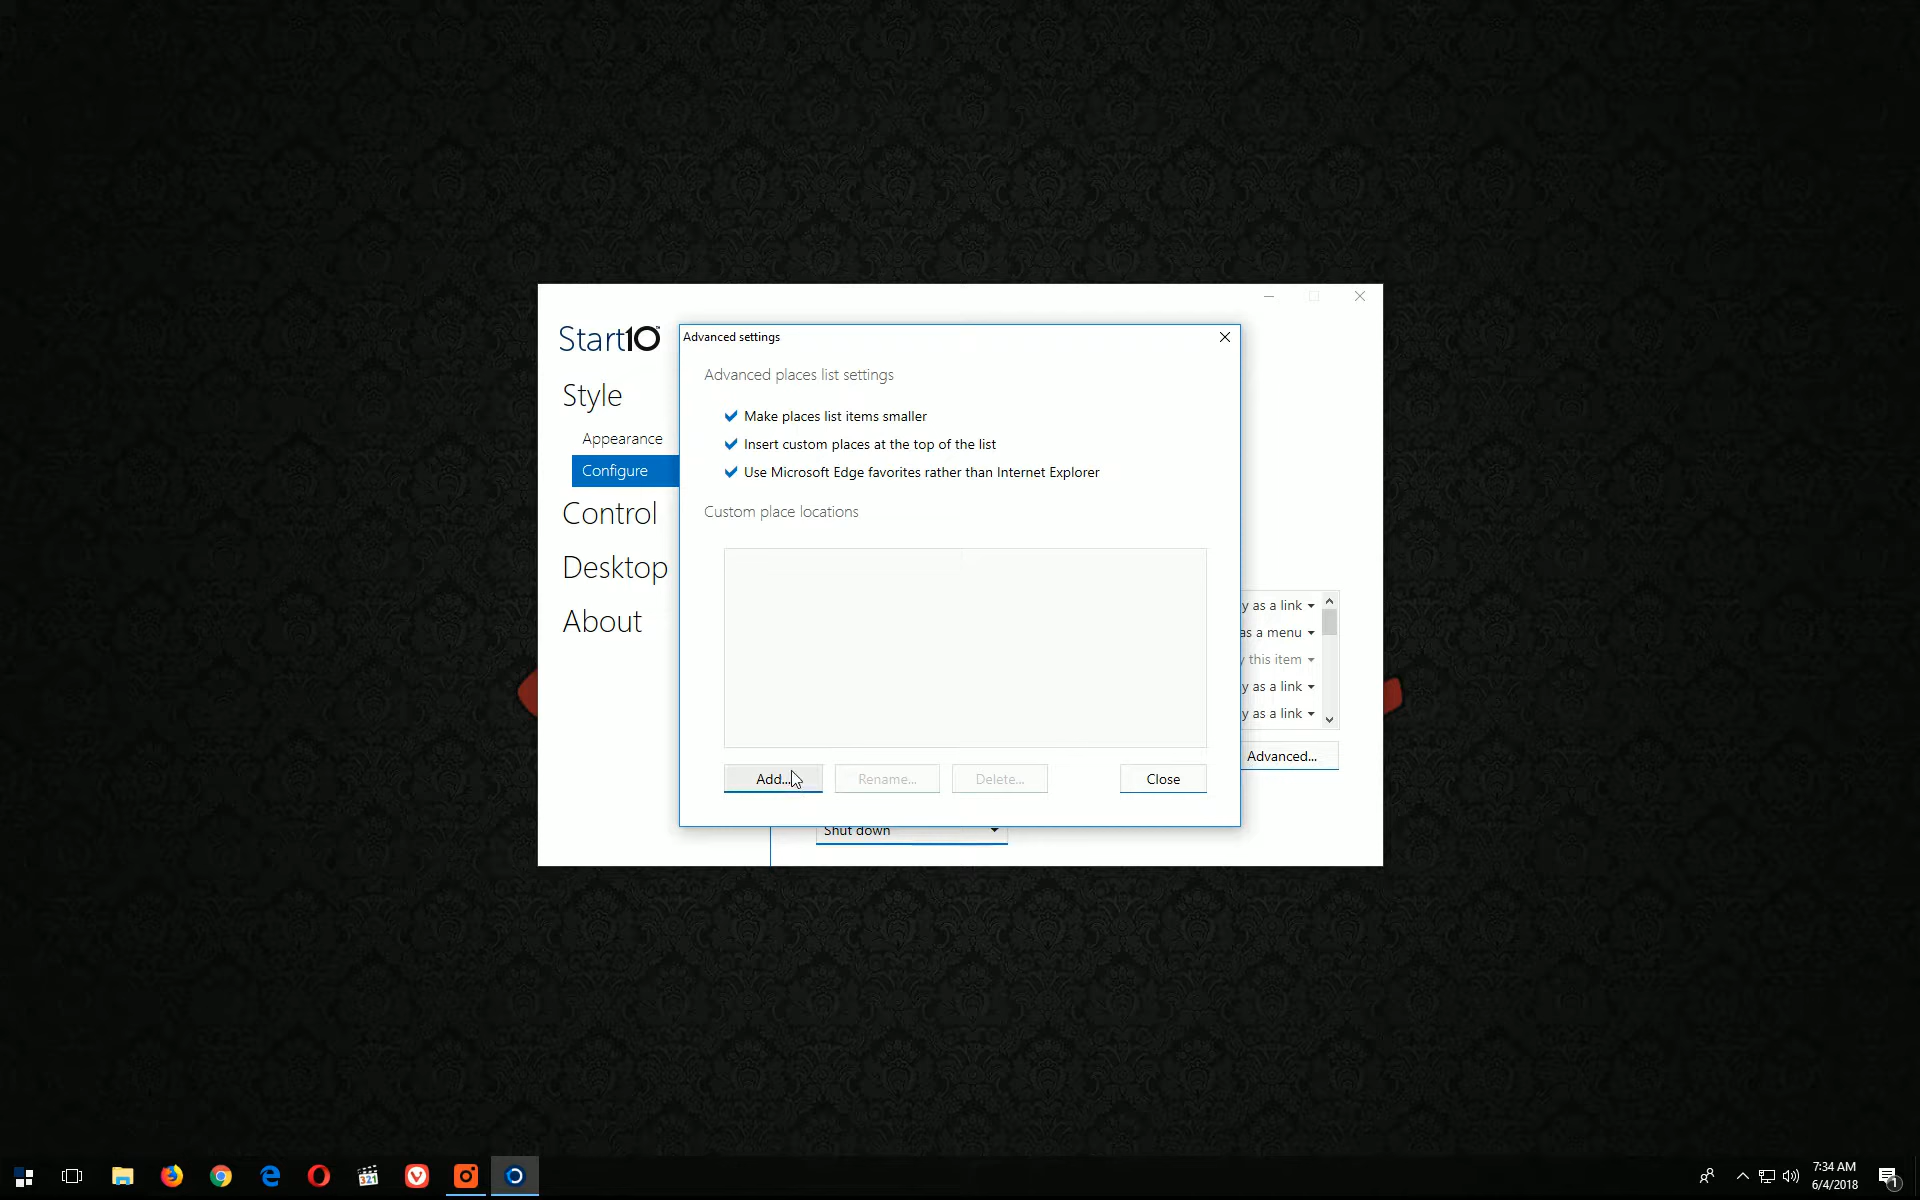 Start10
Advanced settings
Advanced places list settings
Style
Make places list items smaller
Appearance
Insert custom places at the top of the list
Configure
Use Microsoft Edge favorites rather than Internet Explorer
Control
Custom place locations
Desktop
About
y as a link
as a menu
y this item
y as a link
y as a link
Advanced...
Add...
Rename...
Delete...
Close
Shut down
321
7:34 AM
6/4/2018
1